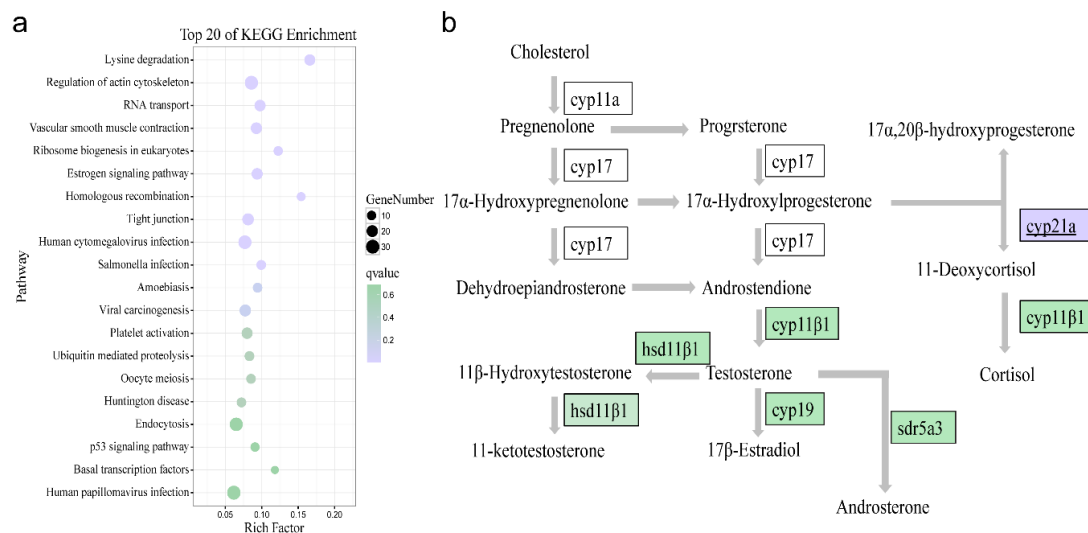 a
Top 20 of KEGG Enrichment
Pathway
Lysine degradation
Regulation of actin cytoskeleton
RNA transport
Vascular smooth muscle contraction
Ribosome biogenesis in eukaryotes
Estrogen signaling pathway
Homologous recombination
Tight junction
Human cytomegalovirus infection
Salmonella infection
Amoebiasis
Viral carcinogenesis
Platelet activation
Ubiquitin mediated proteolysis
Oocyte meiosis
Huntington disease
Endocytosis
p53 signaling pathway
Basal transcription factors
Human papillomavirus infection
0.05 0.10 0.15 0.20
Rich Factor
GeneNumber
10
20
30
qvalue
0.6
0.4
0.2
b
Cholesterol
cyp11a
Pregnenolone
Progrsterone
17α,20β-hydroxyprogesterone
cyp17
cyp17
17α-Hydroxypregnenolone
17α-Hydroxylprogesterone
cyp21a
cyp17
cyp17
11-Deoxycortisol
Dehydroepiandrosterone
Androstendione
cyp11β1
cyp11β1
hsd11β1
11β-Hydroxytestosterone
Testosterone
Cortisol
hsd11β1
cyp19
sdr5a3
11-ketotestosterone
17β-Estradiol
Androsterone